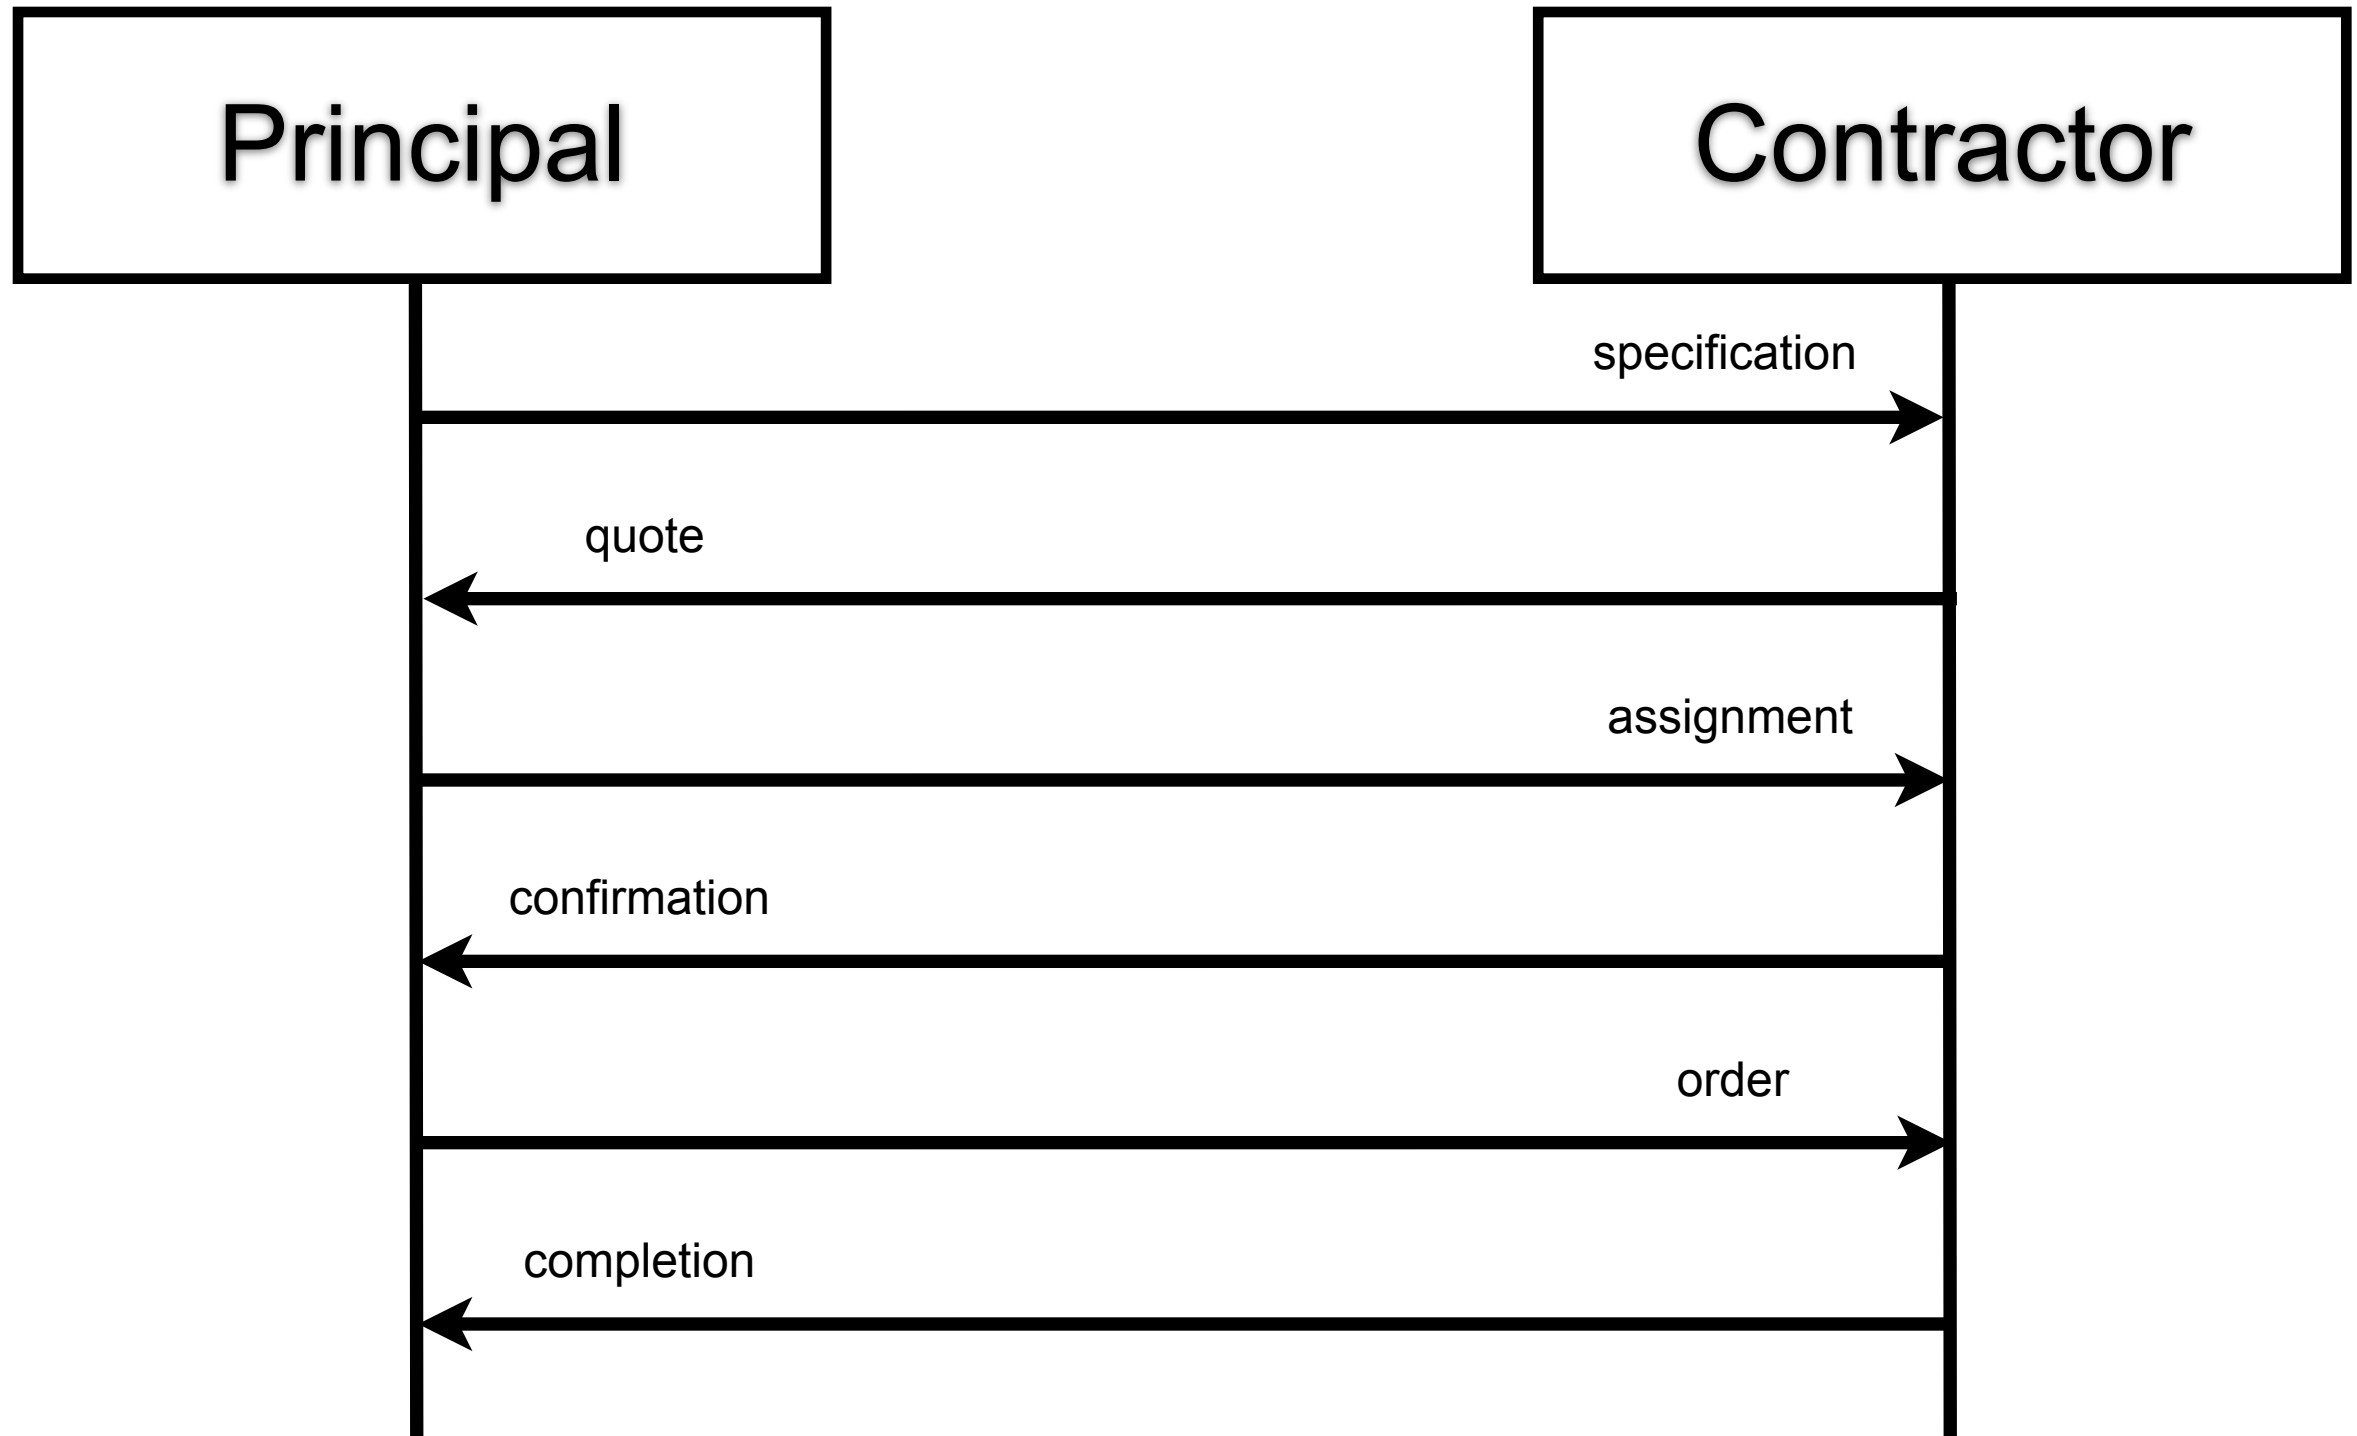 Principal
Contractor
specification
quote
assignment
confirmation
order
completion